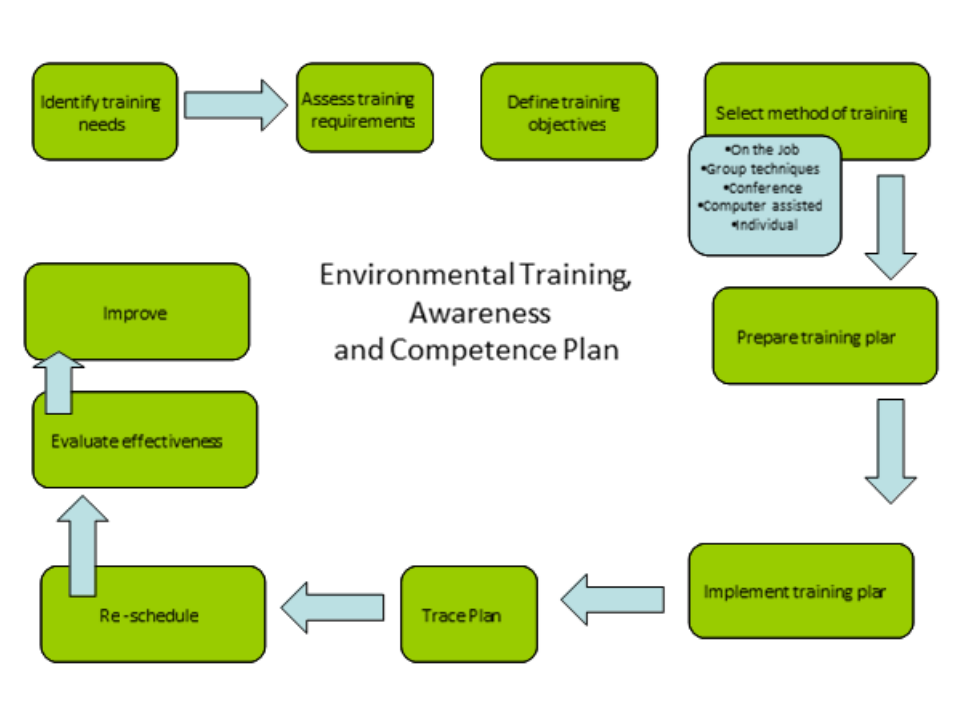 Identify training
needs
Assess training
requirements
Define training
objectives
Select method of training
•On the Job
•Group techniques
•Conference
•Computer assisted
•Individual
Environmental Training,
Awareness
and Competence Plan
Improve
Prepare training plar
Evaluate effectiveness
Implement training plar
Trace Plan
Re-schedule